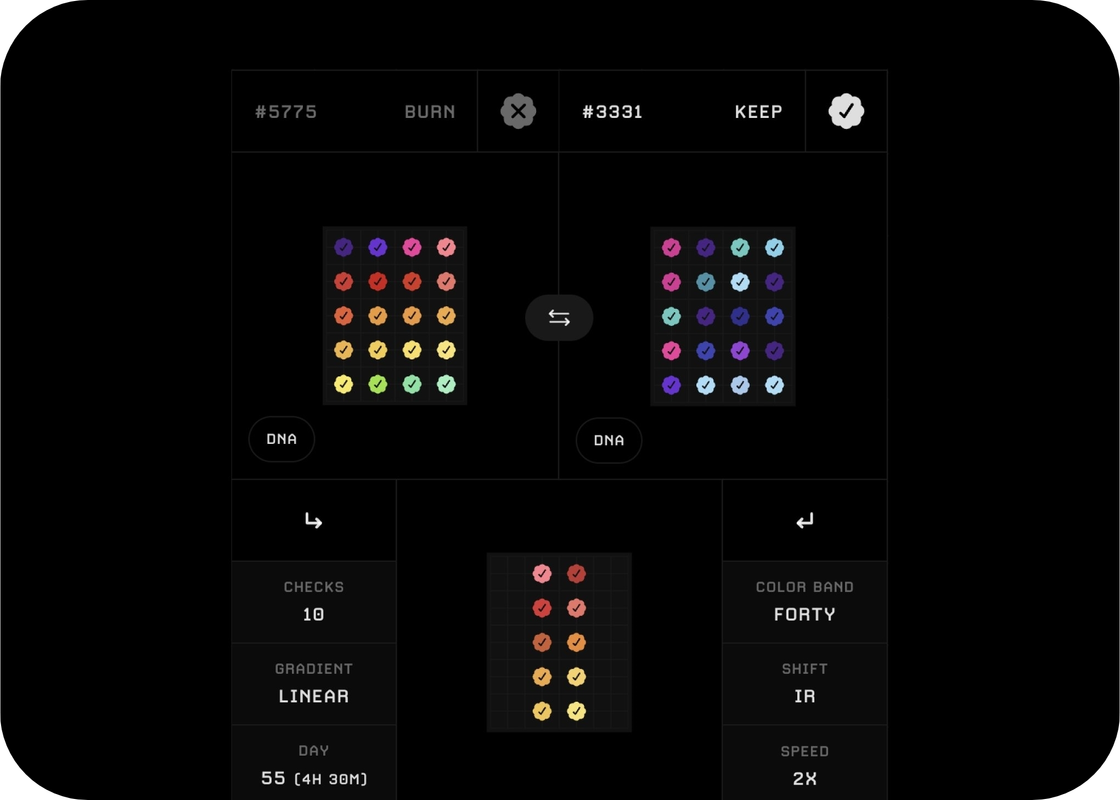 #5775 BURN #3331 KEEP
DNA DNA
CHECKS
10
COLOR BAND
FORTY
GRADIENT
LINEAR
SHIFT
IR
DAY
55 (4H 30M)
SPEED
2X